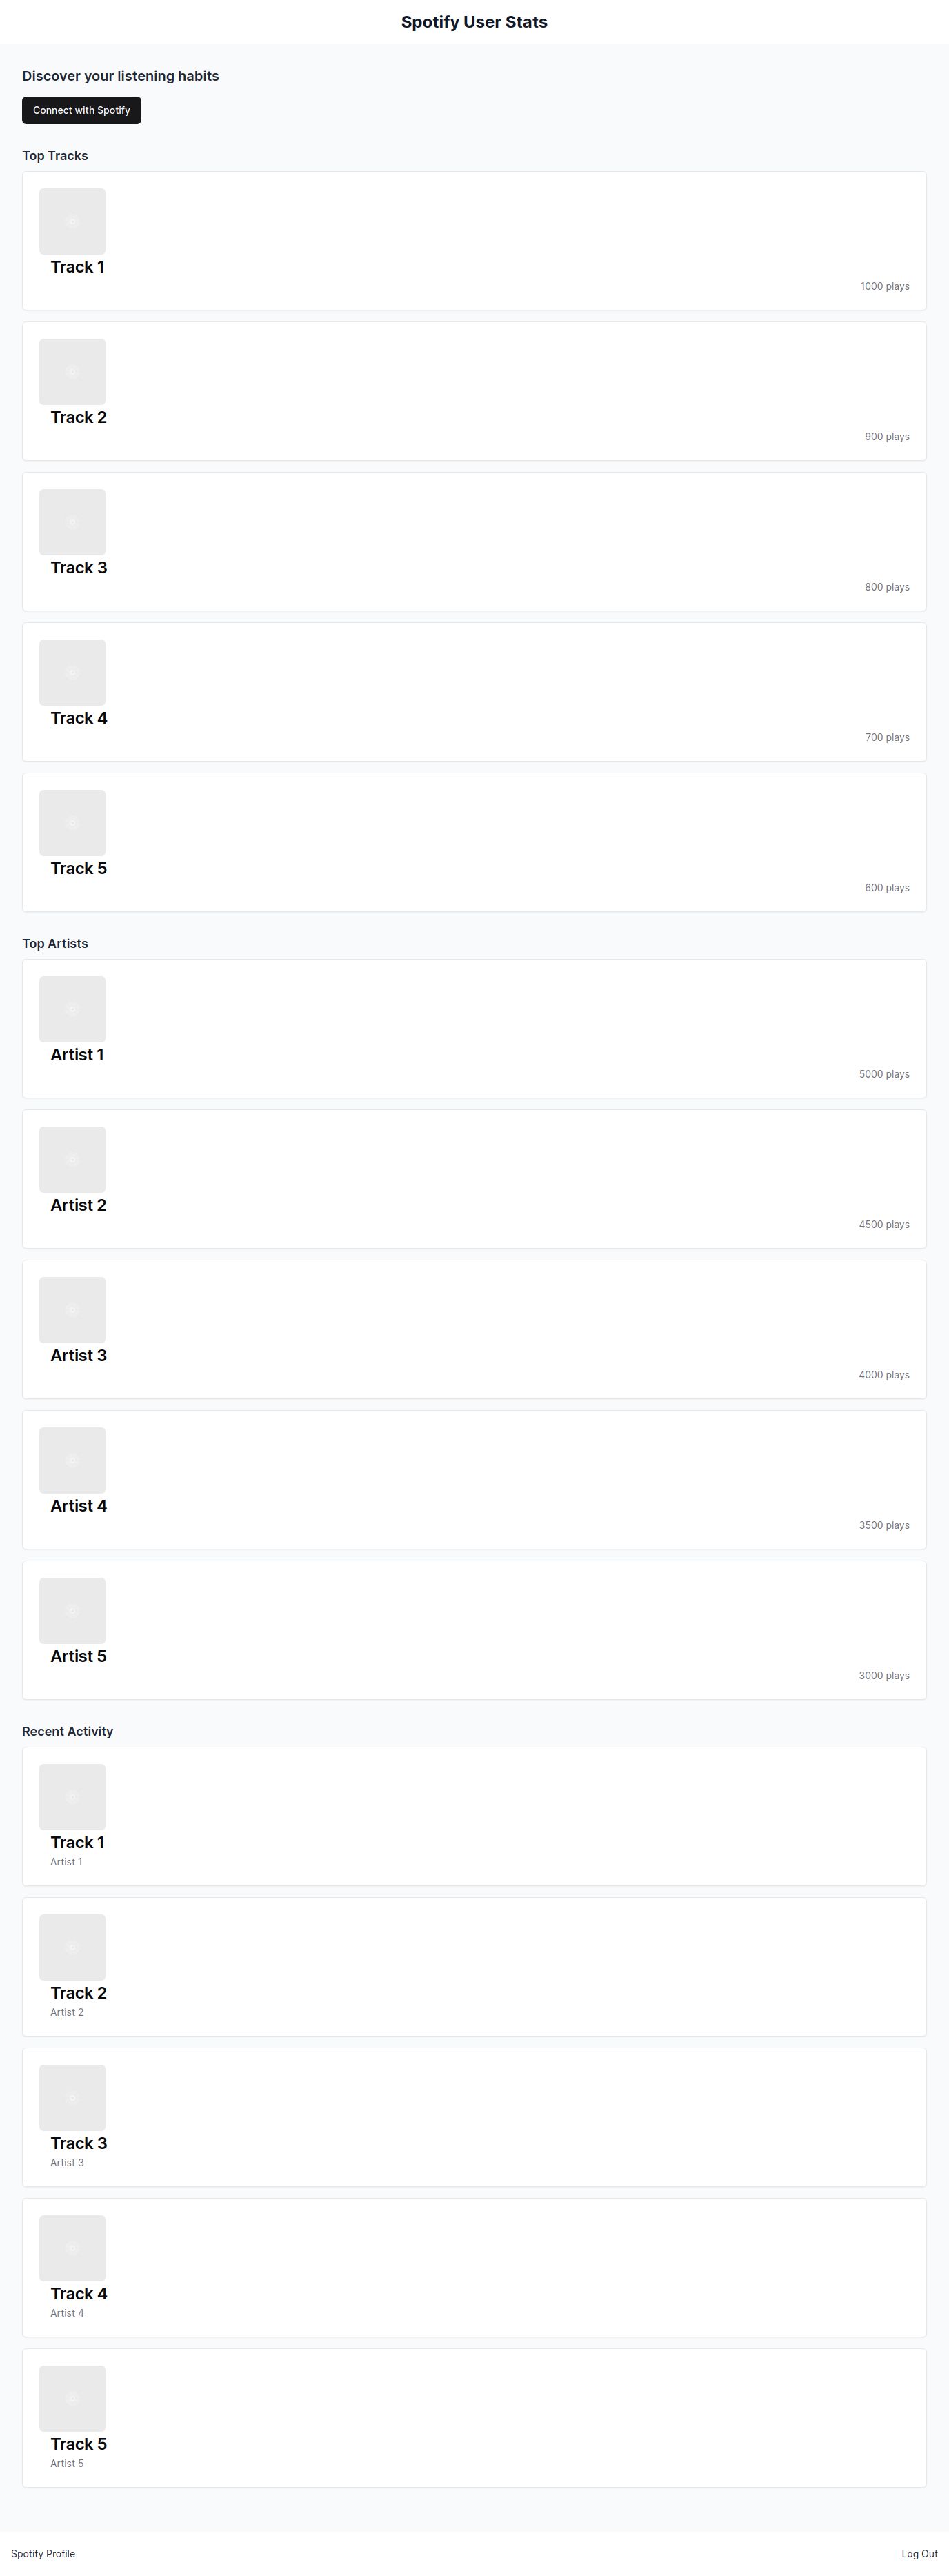 Spotify User Stats
Discover your listening habits
Connect with Spotify
Top Tracks
Track 1
1000 plays
Track 2
900 plays
Track 3
800 plays
Track 4
700 plays
Track 5
600 plays
Top Artists
Artist 1
5000 plays
Artist 2
4500 plays
Artist 3
4000 plays
Artist 4
3500 plays
Artist 5
3000 plays
Recent Activity
Track 1
Artist 1
Track 2
Artist 2
Track 3
Artist 3
Track 4
Artist 4
Track 5
Artist 5
Spotify Profile
Log Out